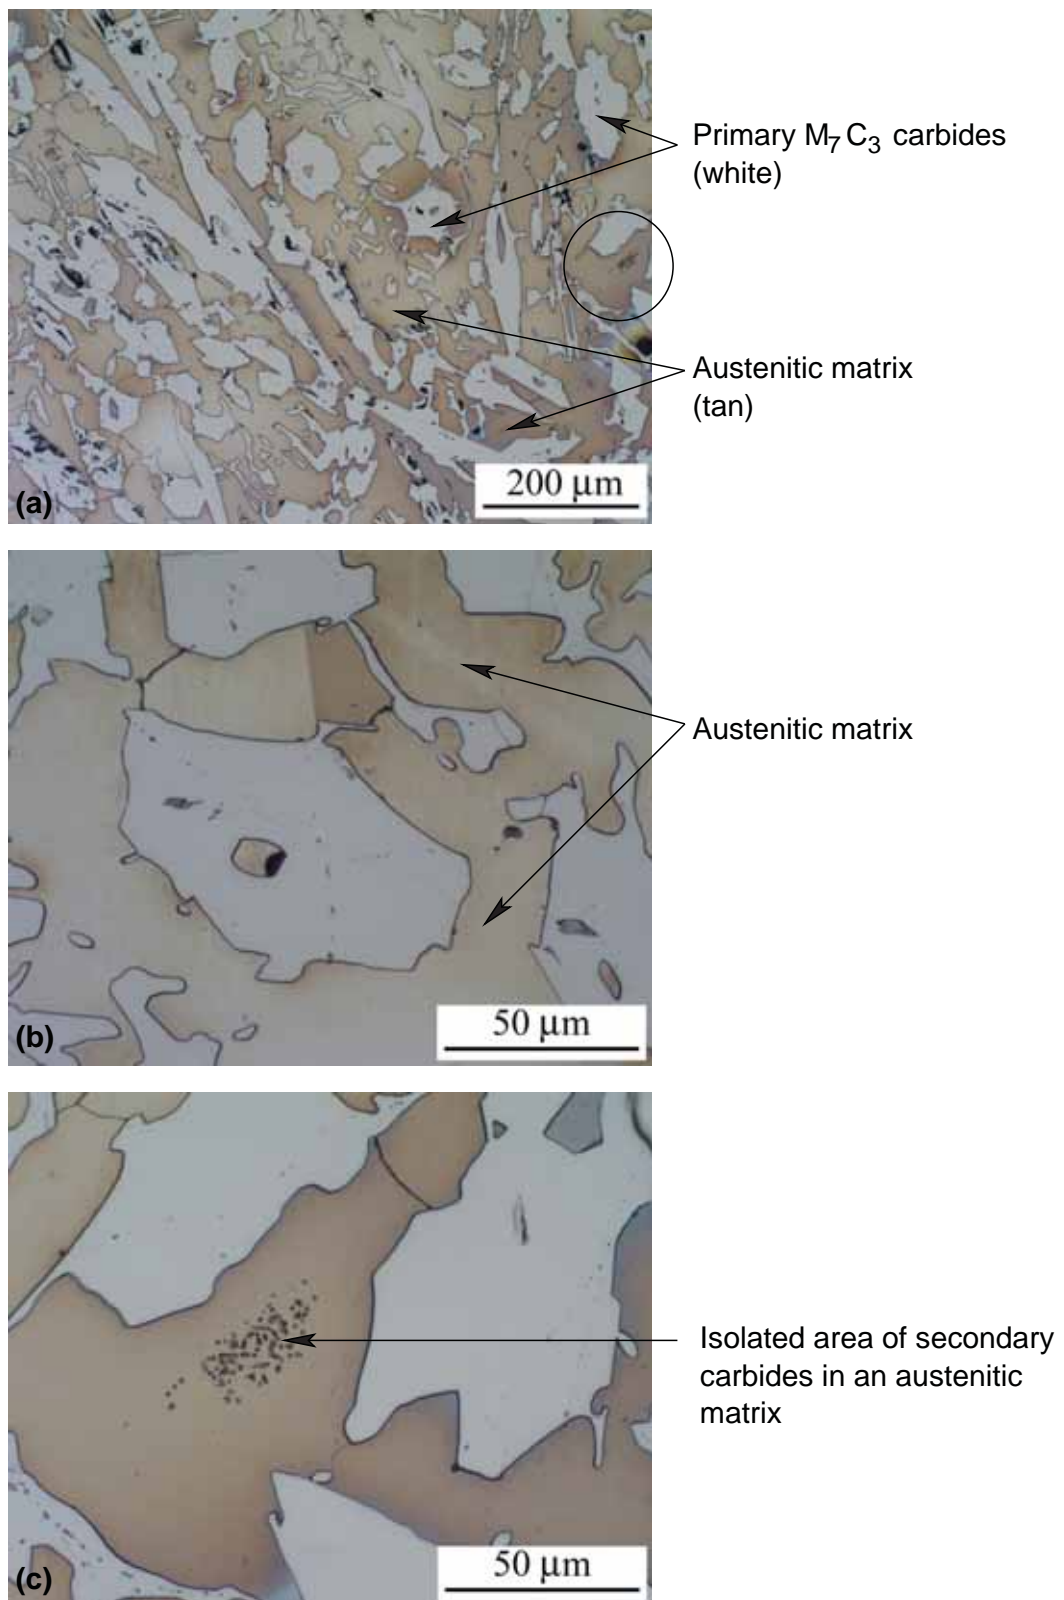 Primary M7C3 carbides
(white)
Austenitic matrix
(tan)
200 µm
(a)
Austenitic matrix
50 µm
(b)
Isolated area of secondary
carbides in an austenitic
matrix
50 µm
(c)